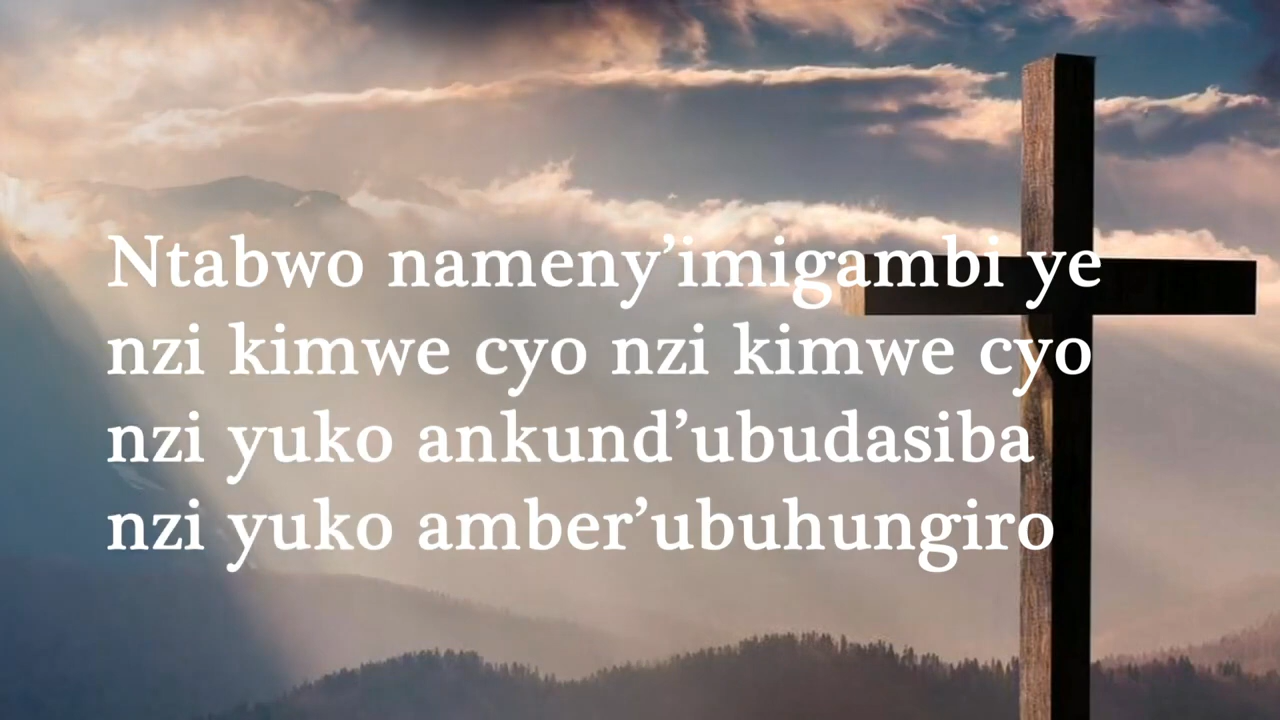 Ntabwo nameny’imigambi ye
nzi kimwe cyo nzi kimwe cyo
nzi yuko ankund’ubudasiba
nzi yuko amber’ubuhungiro